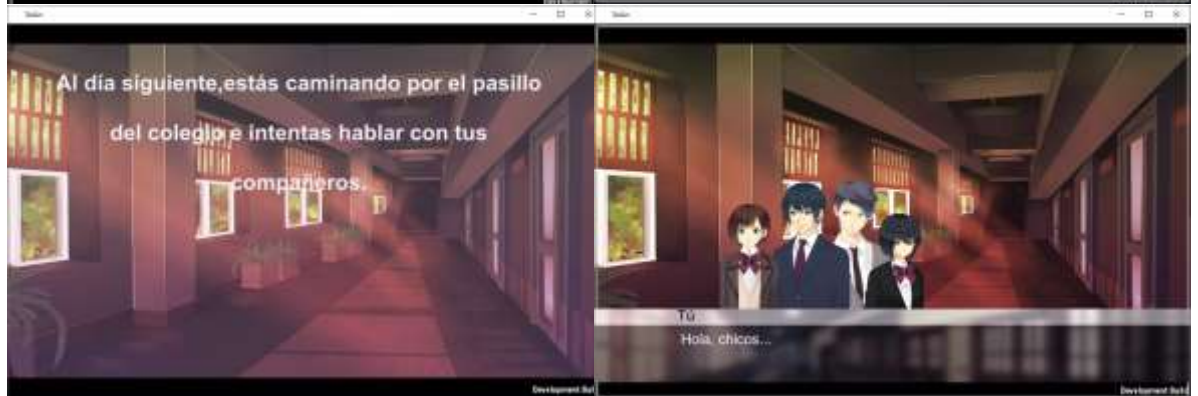 Al día siguiente,estás caminando por el pasillo
del colegio e intentas hablar con tus
compañeros.
Development Buil
Tú
Hola, chicos...
Development Build